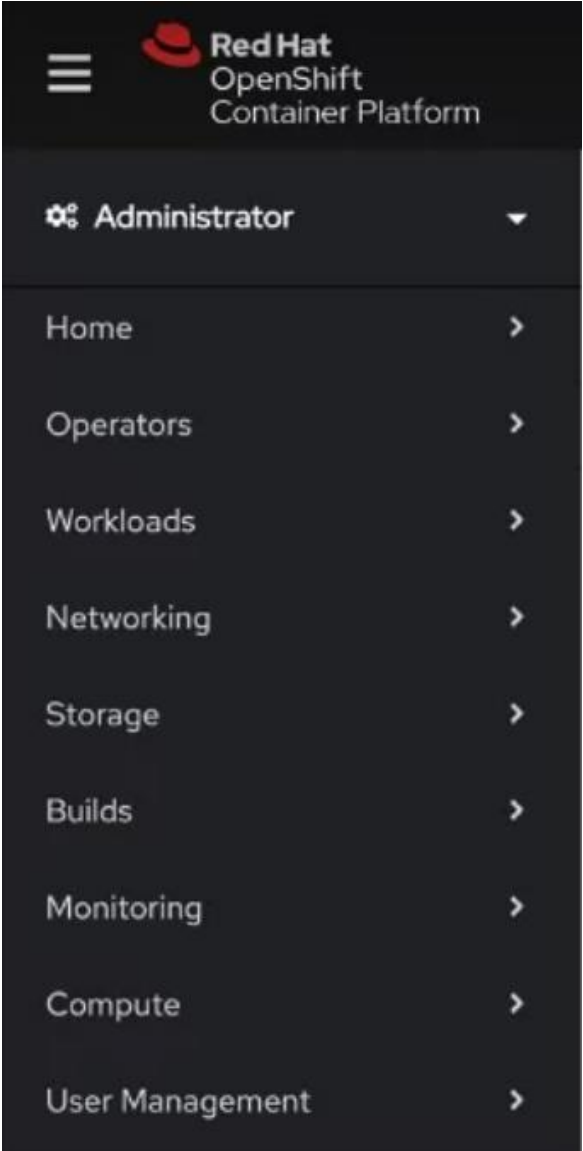 Red Hat
OpenShift
Container Platform
Administrator
Home
Operators
Workloads
Networking
Storage
Builds
Monitoring
Compute
User Management